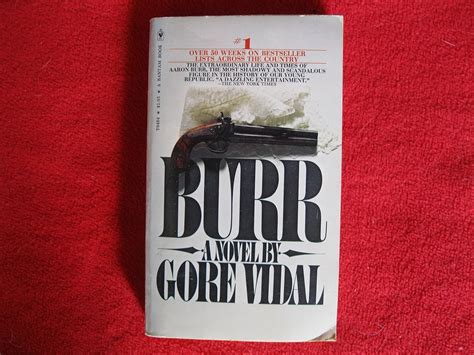 #1
OVER 50 WEEKS ON BESTSELLER
LISTS ACROSS THE COUNTRY
THE EXTRAORDINARY LIFE AND TIMES OF
AARON BURR, THE MOST SHADOWY AND SCANDALOUS
FIGURE IN THE HISTORY OF OUR YOUNG
REPUBLIC. "A DAZZLING ENTERTAINMENT."
—THE NEW YORK TIMES
BURR
A NOVEL BY
GORE VIDAL
A BANTAM BOOK